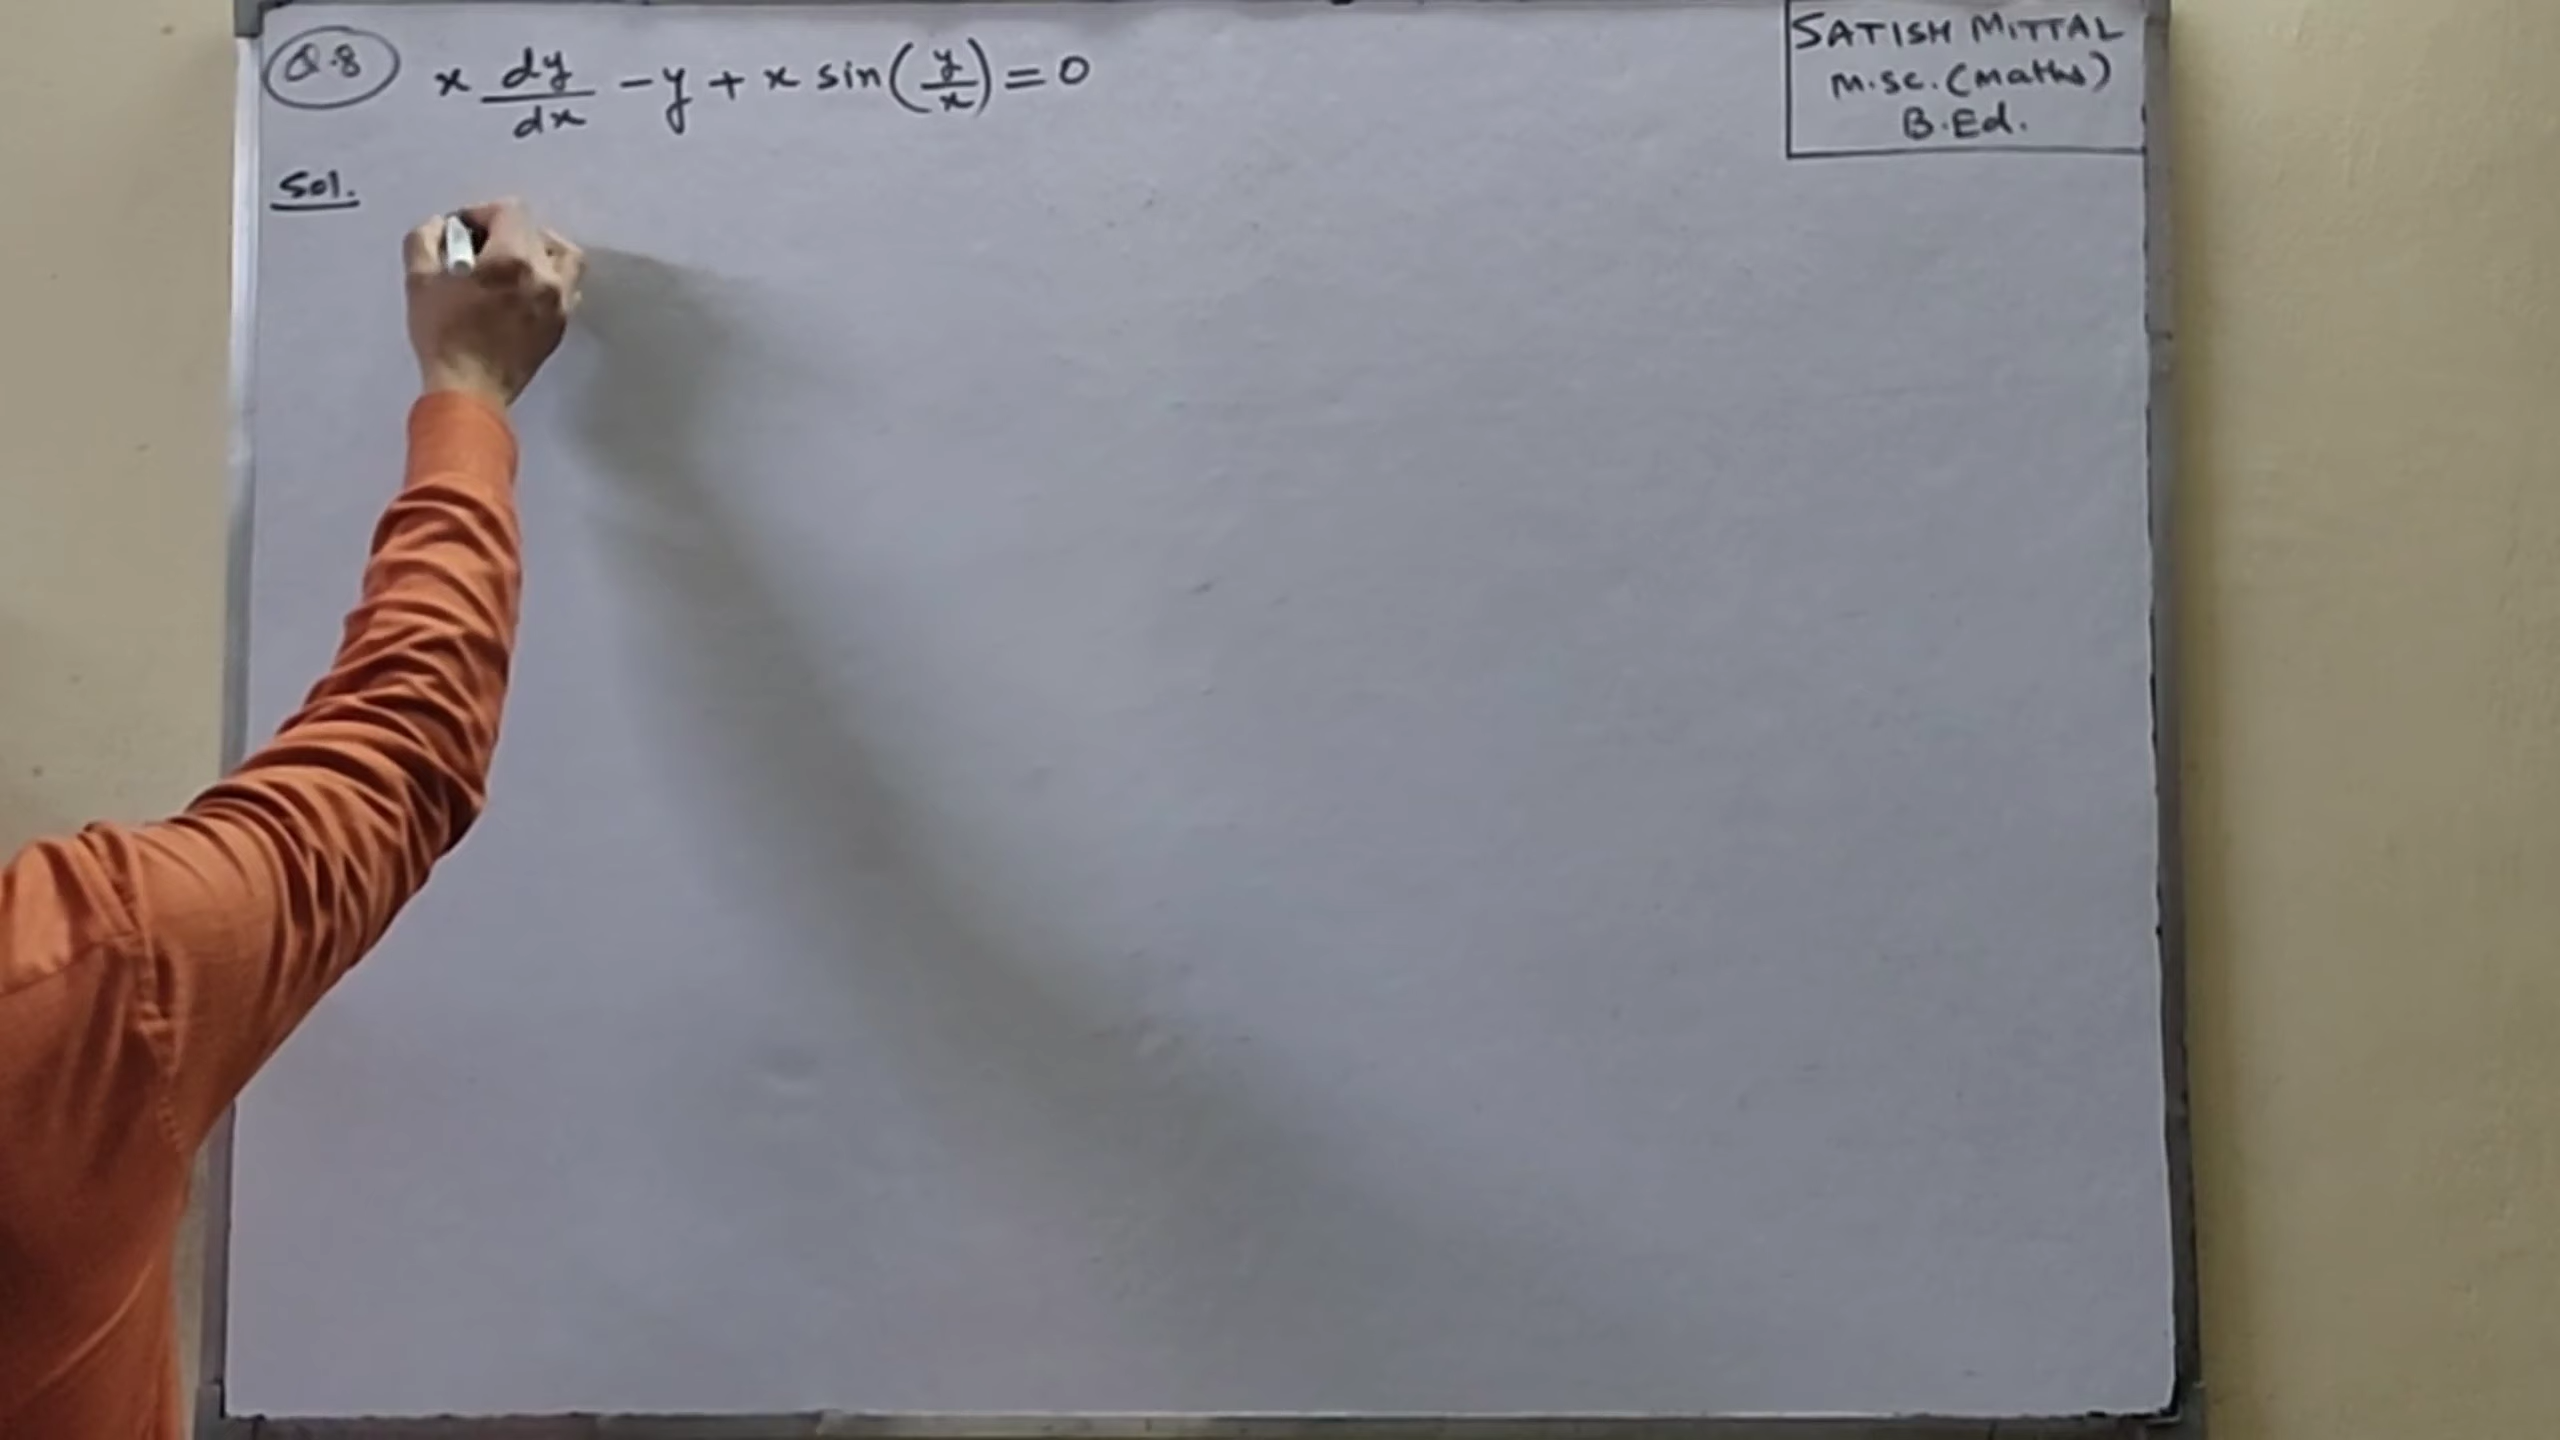 Q.8 x dy/dx - y + x sin(y/x) = 0
SATISH MITTAL
M.Sc. (Maths)
B.Ed.
Sol.